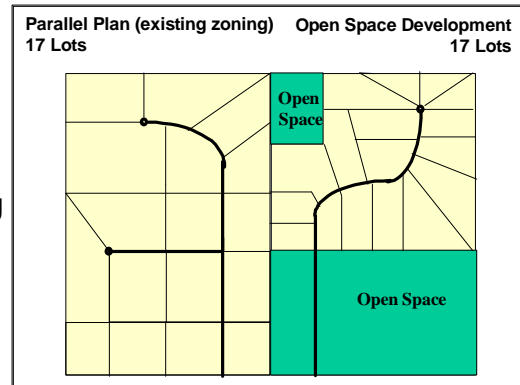 Parallel Plan (existing zoning)
17 Lots
Open Space Development
17 Lots
Open
Space
Open Space